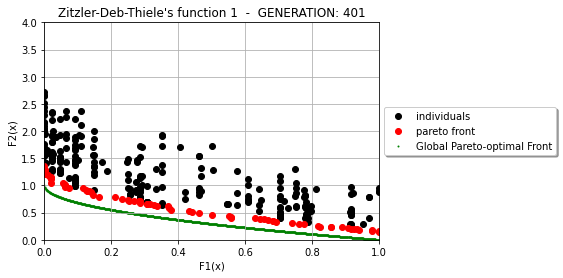 Zitzler-Deb-Thiele's function 1 - GENERATION: 401
4.0
3.5
3.0
2.5
2.0
1.5
1.0
0.5
0.0
F2(x)
0.0 0.2 0.4 0.6 0.8 1.0
F1(x)
individuals
pareto front
Global Pareto-optimal Front